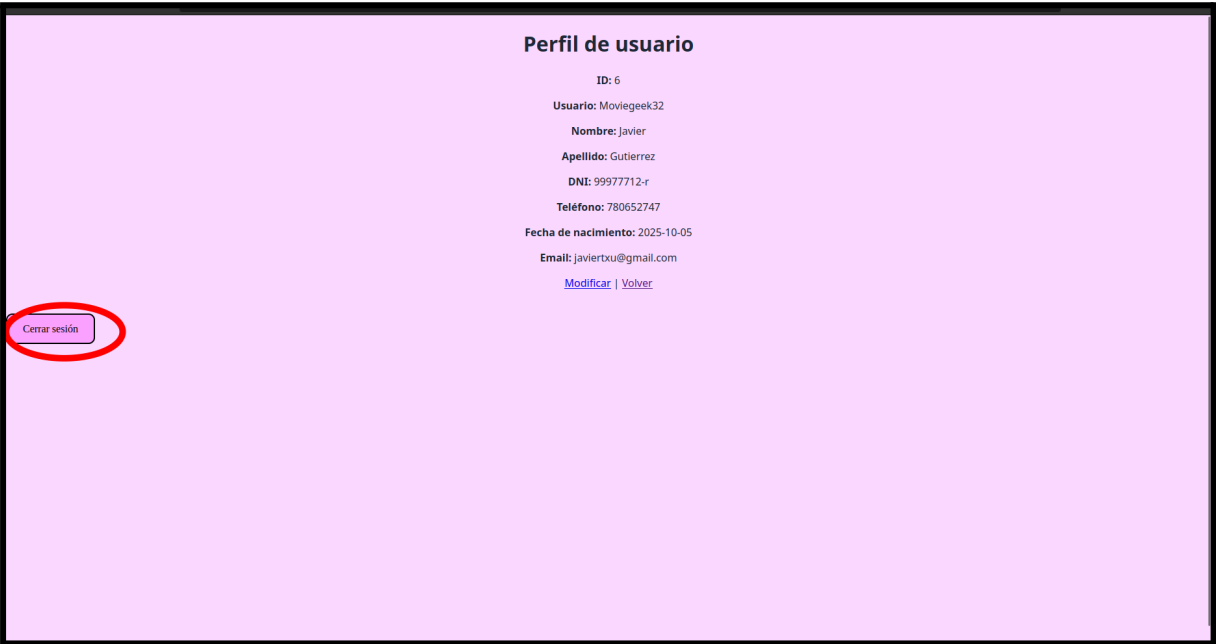 Perfil de usuario
ID: 6
Usuario: Moviegeek32
Nombre: Javier
Apellido: Gutierrez
DNI: 99977712-r
Teléfono: 780652747
Fecha de nacimiento: 2025-10-05
Email: javiertxu@gmail.com
Modificar | Volver
Cerrar sesión